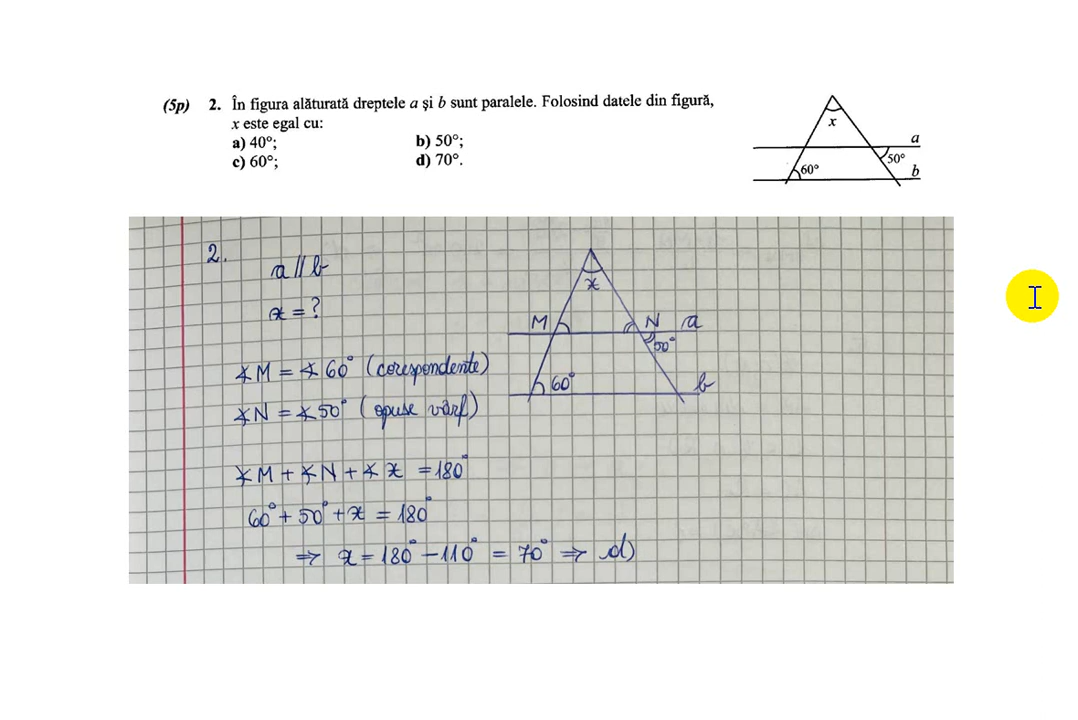 (5p) 2. În figura alăturată dreptele a și b sunt paralele. Folosind datele din figură,
x este egal cu:
a) 40°; b) 50°;
c) 60°; d) 70°.
x
a
50°
60°
b
2.
a // b
x = ?
∡M = ∡60° (corespondente)
∡N = ∡50° (opuse vârf)
∡M + ∡N + ∡x = 180°
60° + 50° + x = 180°
⇒ x = 180° − 110° = 70° ⇒ d)
x
M N a
50°
60° b